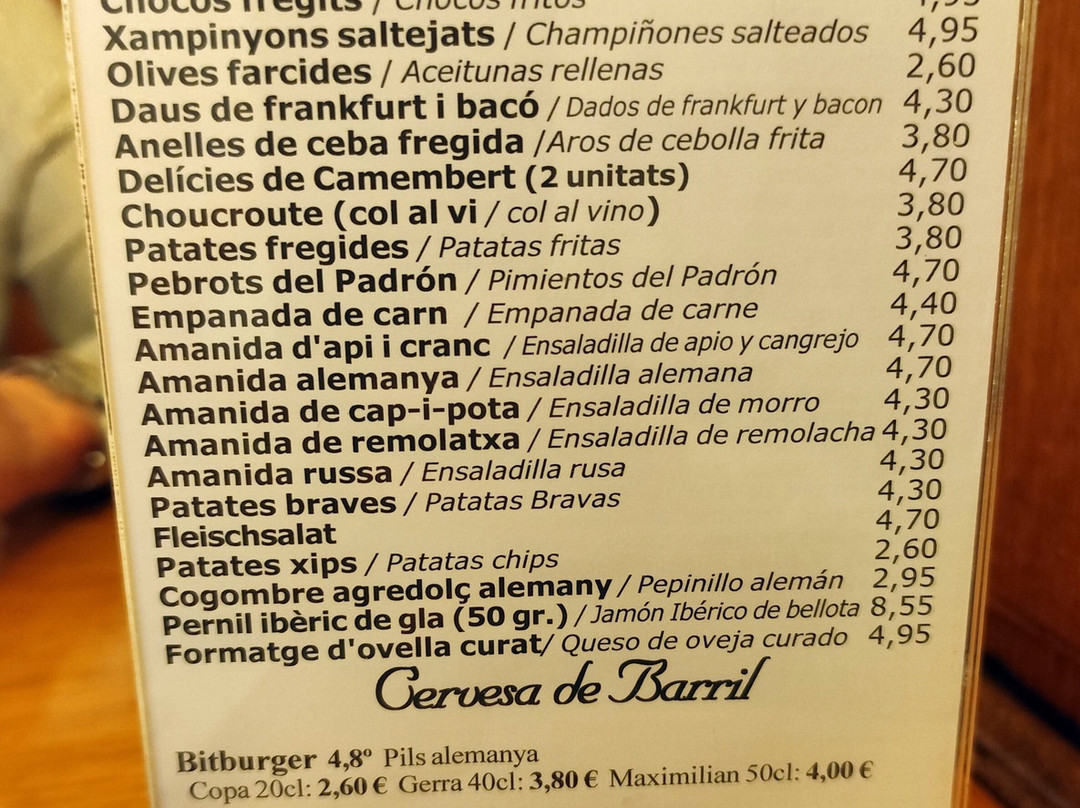 Chocos fregits / Chocos fritos 4,95
Xampinyons saltejats / Champiñones salteados 4,95
Olives farcides / Aceitunas rellenas 2,60
Daus de frankfurt i bacó / Dados de frankfurt y bacon 4,30
Anelles de ceba fregida /Aros de cebolla frita 3,80
Delícies de Camembert (2 unitats) 4,70
Choucroute (col al vi / col al vino) 3,80
Patates fregides / Patatas fritas 3,80
Pebrots del Padrón / Pimientos del Padrón 4,70
Empanada de carn / Empanada de carne 4,40
Amanida d'api i cranc / Ensaladilla de apio y cangrejo 4,70
Amanida alemanya / Ensaladilla alemana 4,70
Amanida de cap-i-pota / Ensaladilla de morro 4,30
Amanida de remolatxa / Ensaladilla de remolacha 4,30
Amanida russa / Ensaladilla rusa 4,30
Patates braves / Patatas Bravas 4,30
Fleischsalat 4,70
Patates xips / Patatas chips 2,60
Cogombre agredolç alemany / Pepinillo alemán 2,95
Pernil ibèric de gla (50 gr.) / Jamón Ibérico de bellota 8,55
Formatge d'ovella curat/ Queso de oveja curado 4,95
Cervesa de Barril
Bitburger 4,8º Pils alemanya
Copa 20cl: 2,60 € Gerra 40cl: 3,80 € Maximilian 50cl: 4,00 €